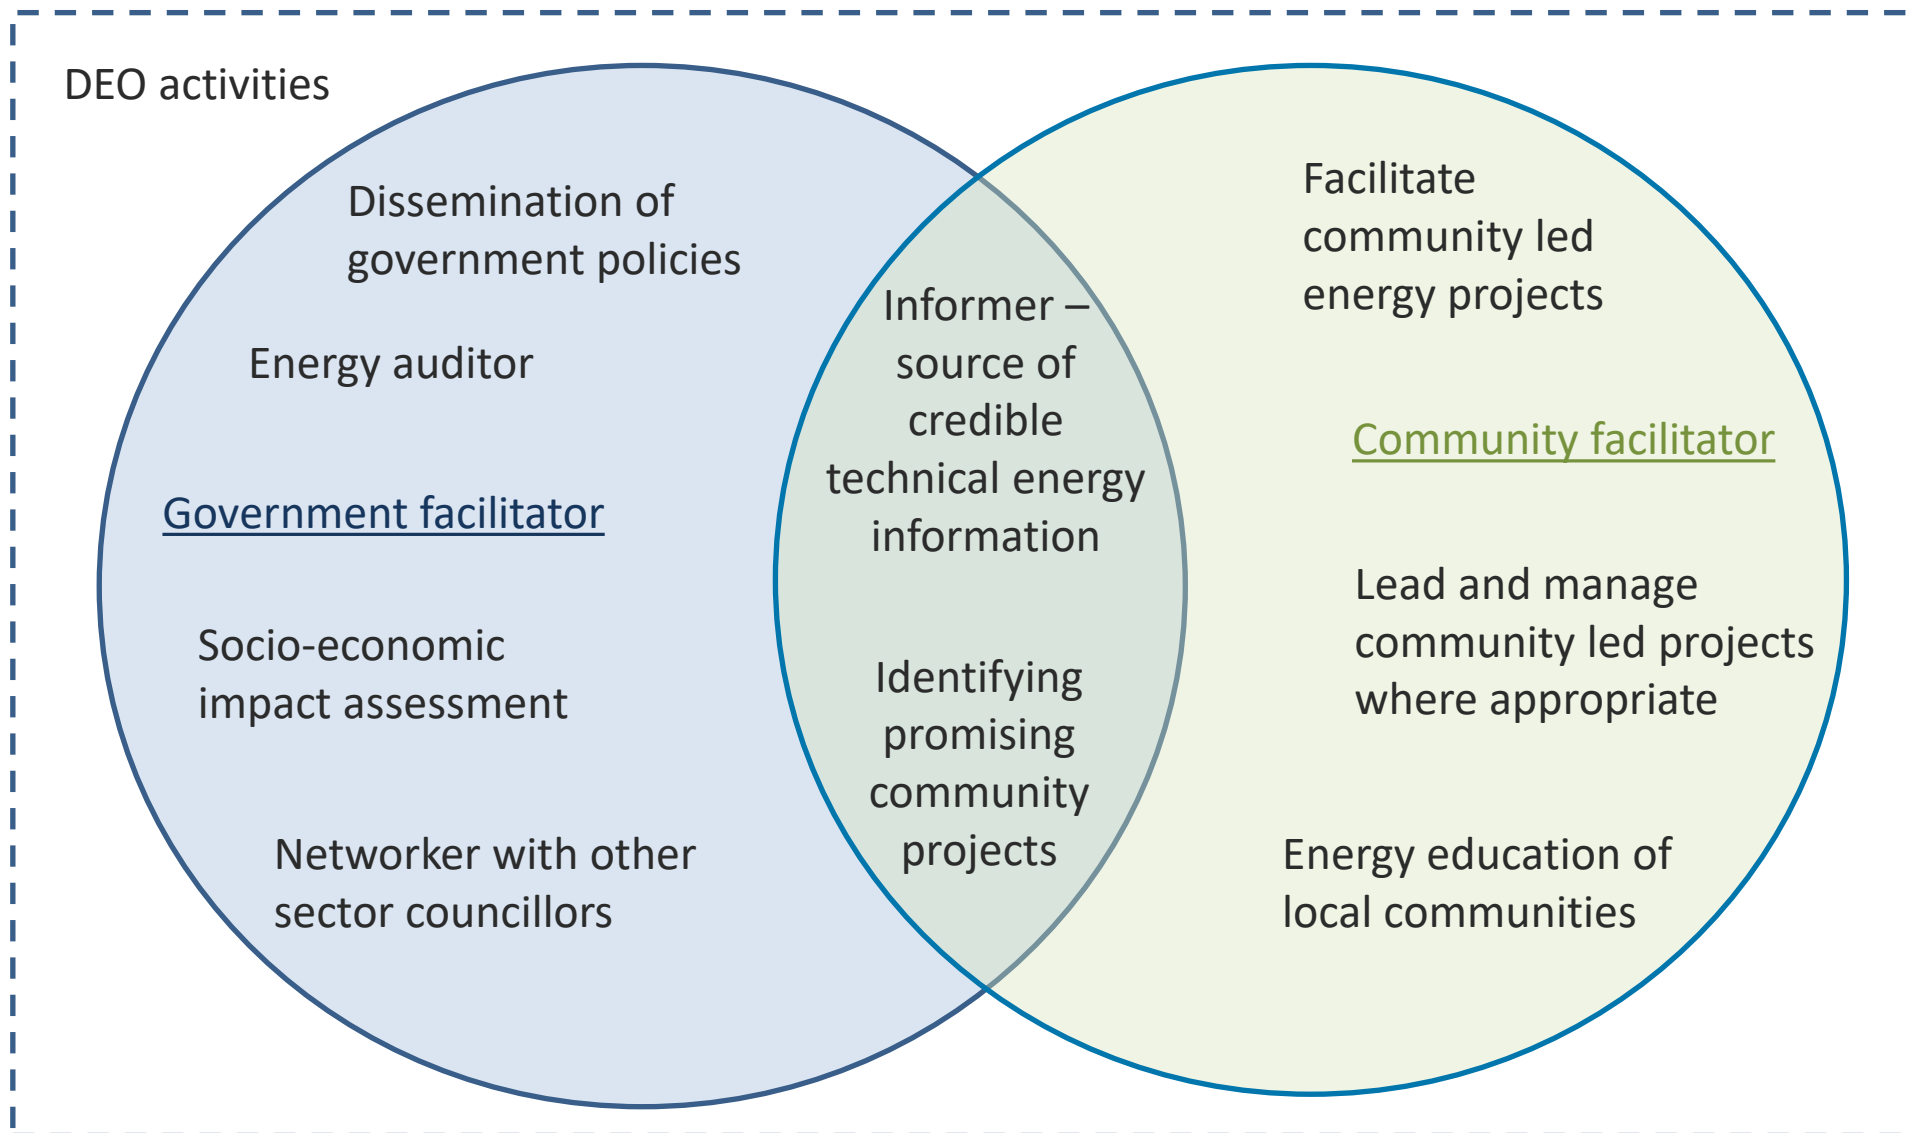 DEO activities
Dissemination of
government policies
Energy auditor
Government facilitator
Socio-economic
impact assessment
Networker with other
sector councillors
Informer –
source of
credible
technical energy
information
Identifying
promising
community
projects
Facilitate
community led
energy projects
Community facilitator
Lead and manage
community led projects
where appropriate
Energy education of
local communities